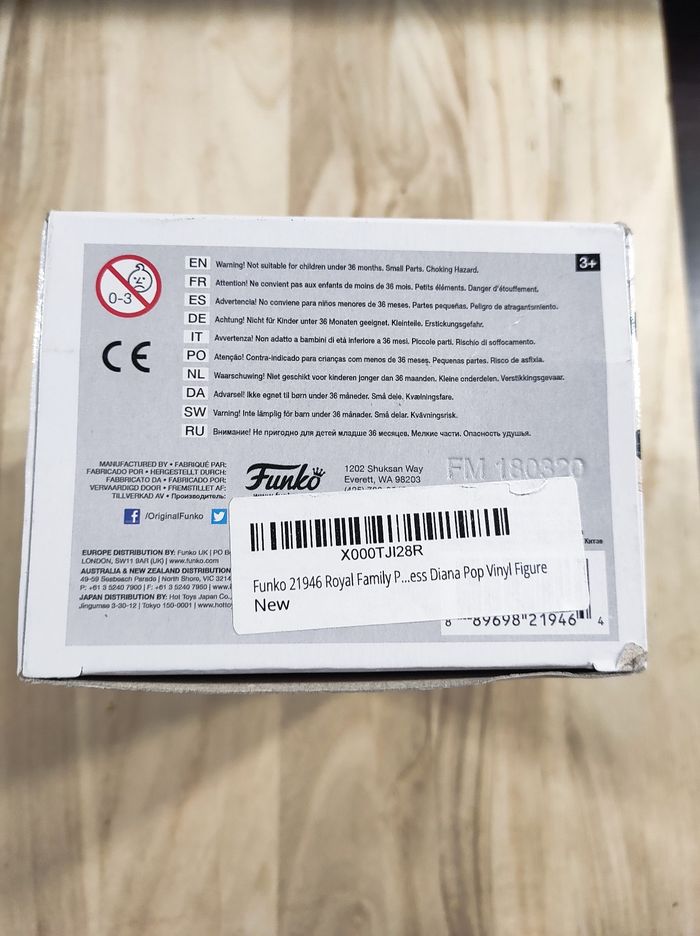 3+
0-3
EN Warning! Not suitable for children under 36 months. Small Parts. Choking Hazard.
FR Attention! Ne convient pas aux enfants de moins de 36 mois. Petits éléments. Danger d'étouffement.
ES Advertencia! No conviene para niños menores de 36 meses. Partes pequeñas. Peligro de atragantamiento.
DE Achtung! Nicht für Kinder unter 36 Monaten geeignet. Kleinteile. Erstickungsgefahr.
IT Avvertenza! Non adatto a bambini di età inferiore a 36 mesi. Piccole parti. Rischio di soffocamento.
PO Atenção! Contra-indicado para crianças com menos de 36 meses. Pequenas partes. Risco de asfixia.
NL Waarschuwing! Niet geschikt voor kinderen jonger dan 36 maanden. Kleine onderdelen. Verstikkingsgevaar.
DA Advarsel! Ikke egnet til børn under 36 måneder. Små dele. Kvælningsfare.
SW Varning! Inte lämplig för barn under 36 månader. Små delar. Kvävningsrisk.
RU Внимание! Не пригодно для детей младше 36 месяцев. Мелкие части. Опасность удушья.
CE
MANUFACTURED BY • FABRIQUÉ PAR:
FABRICADO POR • HERGESTELLT DURCH:
FABBRICATO DA • FABRICADO POR:
VERVAARDIGD DOOR • FREMSTILLET AF:
TILLVERKAD AV • Производитель:
Funko
1202 Shuksan Way
Everett, WA 98203
FM 180320
/OriginalFunko
EUROPE DISTRIBUTION BY: Funko UK | PO
LONDON, SW11 9AR (UK) | www.funko.com
AUSTRALIA & NEW ZEALAND DISTRIBUTION
49-59 Seabeach Parade | North Shore, VIC 3214
P: +61 3 5240 7900 | F: +61 3 5240 7950
JAPAN DISTRIBUTION BY: Hot Toys Japan Co.,
Jingumae 3-30-12 | Tokyo 150-0001
Китае
X000TJI28R
Funko 21946 Royal Family P...ess Diana Pop Vinyl Figure
New
8 89698 21946 4